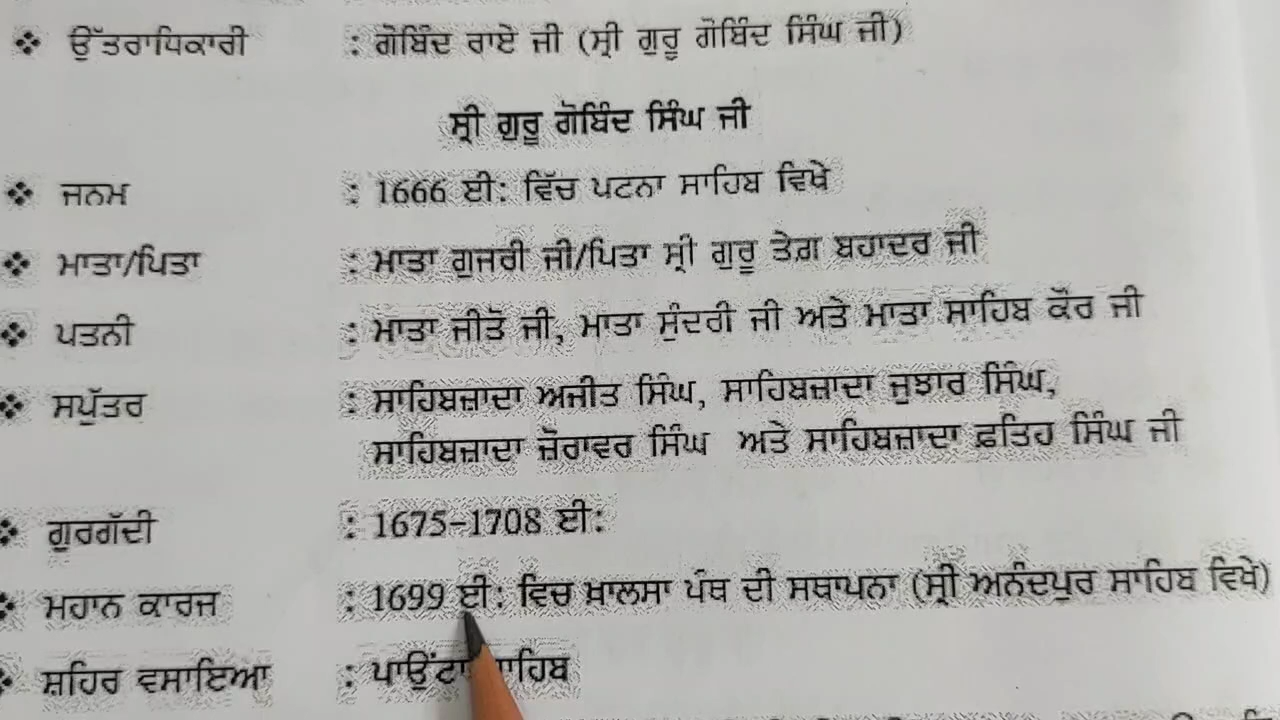 ❖ ਉੱਤਰਾਧਿਕਾਰੀ : ਗੋਬਿੰਦ ਰਾਏ ਜੀ (ਸ੍ਰੀ ਗੁਰੂ ਗੋਬਿੰਦ ਸਿੰਘ ਜੀ)
ਸ੍ਰੀ ਗੁਰੂ ਗੋਬਿੰਦ ਸਿੰਘ ਜੀ
❖ ਜਨਮ : 1666 ਈ: ਵਿੱਚ ਪਟਨਾ ਸਾਹਿਬ ਵਿਖੇ
❖ ਮਾਤਾ/ਪਿਤਾ : ਮਾਤਾ ਗੁਜਰੀ ਜੀ/ਪਿਤਾ ਸ੍ਰੀ ਗੁਰੂ ਤੇਗ਼ ਬਹਾਦਰ ਜੀ
❖ ਪਤਨੀ : ਮਾਤਾ ਜੀਤੋ ਜੀ, ਮਾਤਾ ਸੁੰਦਰੀ ਜੀ ਅਤੇ ਮਾਤਾ ਸਾਹਿਬ ਕੌਰ ਜੀ
❖ ਸਪੁੱਤਰ : ਸਾਹਿਬਜ਼ਾਦਾ ਅਜੀਤ ਸਿੰਘ, ਸਾਹਿਬਜ਼ਾਦਾ ਜੁਝਾਰ ਸਿੰਘ,
ਸਾਹਿਬਜ਼ਾਦਾ ਜ਼ੋਰਾਵਰ ਸਿੰਘ ਅਤੇ ਸਾਹਿਬਜ਼ਾਦਾ ਫ਼ਤਿਹ ਸਿੰਘ ਜੀ
❖ ਗੁਰਗੱਦੀ : 1675-1708 ਈ:
❖ ਮਹਾਨ ਕਾਰਜ : 1699 ਈ: ਵਿਚ ਖ਼ਾਲਸਾ ਪੰਥ ਦੀ ਸਥਾਪਨਾ (ਸ੍ਰੀ ਅਨੰਦਪੁਰ ਸਾਹਿਬ ਵਿਖੇ)
❖ ਸ਼ਹਿਰ ਵਸਾਇਆ : ਪਾਉਂਟਾ ਸਾਹਿਬ